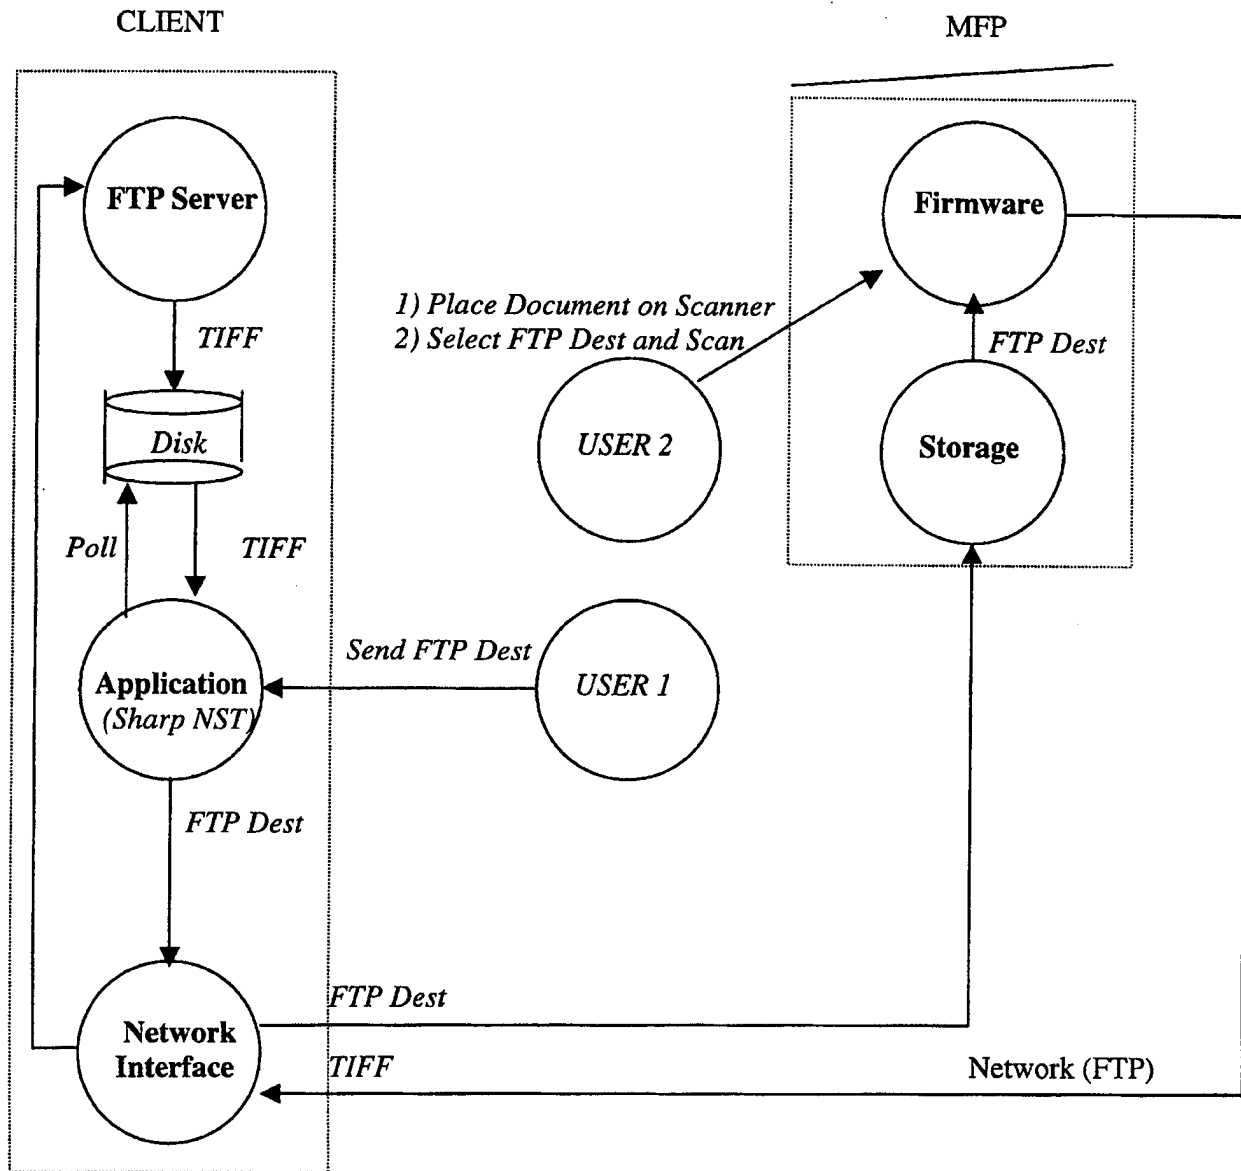 CLIENT
MFP
FTP Server
Firmware
1) Place Document on Scanner
2) Select FTP Dest and Scan
TIFF
FTP Dest
Disk
USER 2
Storage
Poll
TIFF
Send FTP Dest
Application
(Sharp NST)
USER 1
FTP Dest
FTP Dest
Network
Interface
TIFF
Network (FTP)